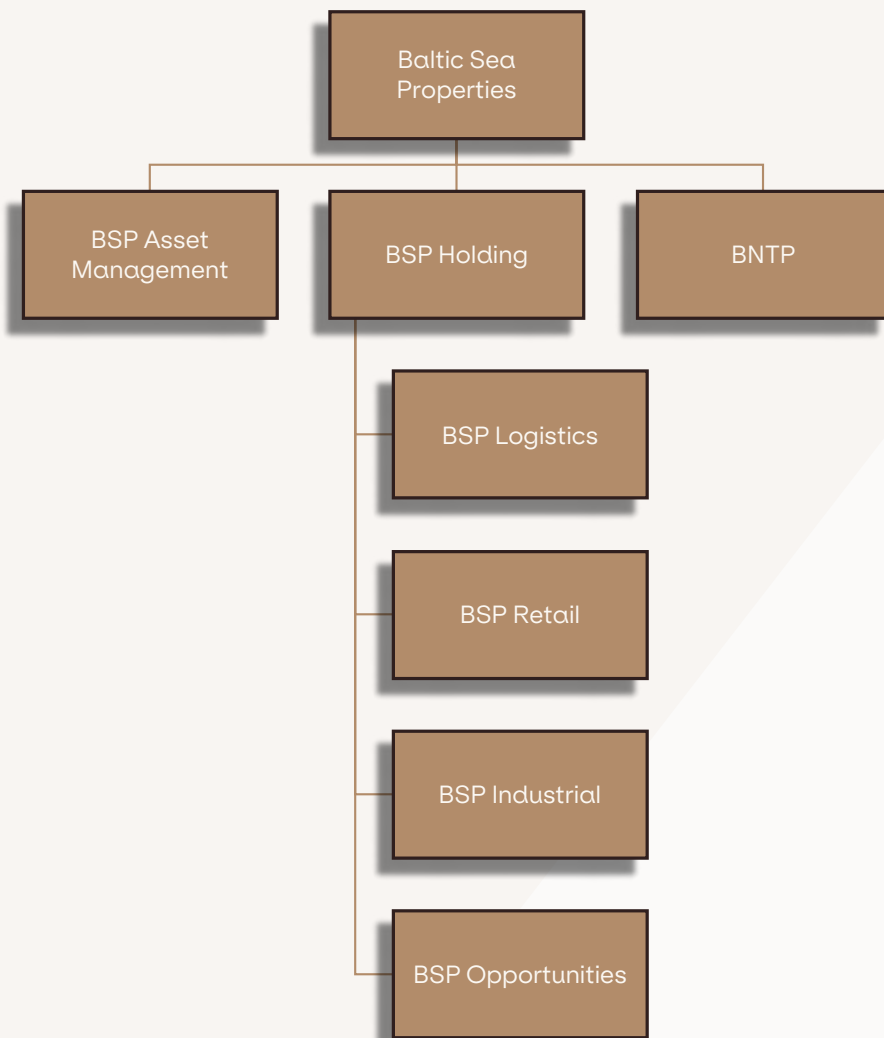 Baltic Sea
Properties
BSP Asset
Management
BSP Holding
BNTP
BSP Logistics
BSP Retail
BSP Industrial
BSP Opportunities